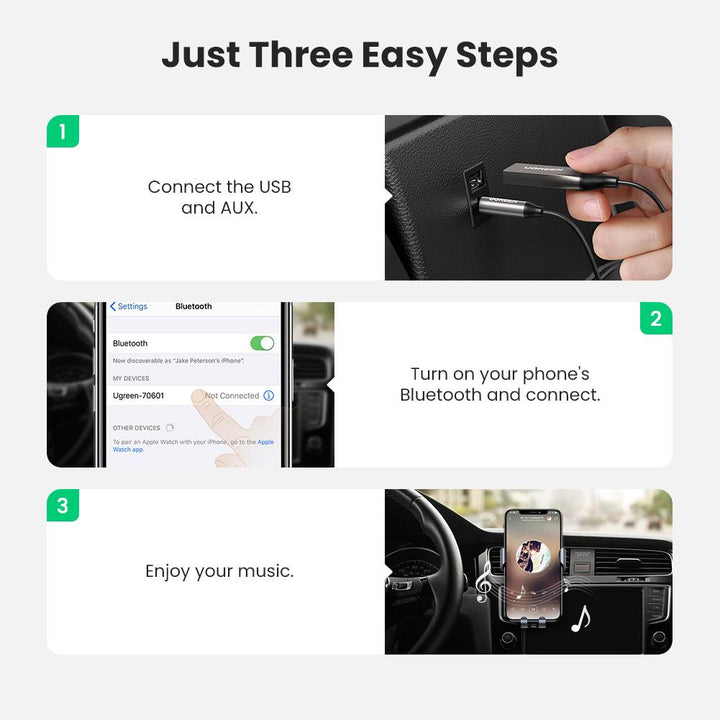 Just Three Easy Steps
1
Connect the USB
and AUX.
UGREEN
UGREEN
Settings Bluetooth
Bluetooth
Now discoverable as "Jake Peterson's iPhone".
MY DEVICES
Ugreen-70601 Not Connected
OTHER DEVICES
To pair an Apple Watch with your iPhone, go to the Apple
Watch app.
2
Turn on your phone's
Bluetooth and connect.
3
Enjoy your music.